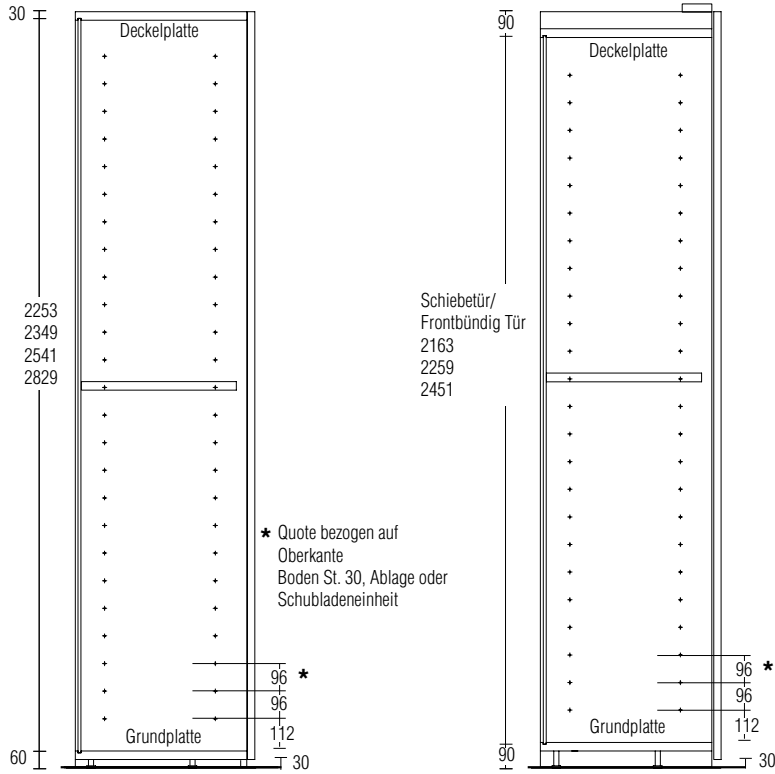 30
Deckelplatte
2253
2349
2541
2829
* Quote bezogen auf
Oberkante
Boden St. 30, Ablage oder
Schubladeneinheit
96 *
96
112
Grundplatte
60
30
90
Deckelplatte
Schiebetür/
Frontbündig Tür
2163
2259
2451
96 *
96
112
Grundplatte
90
30